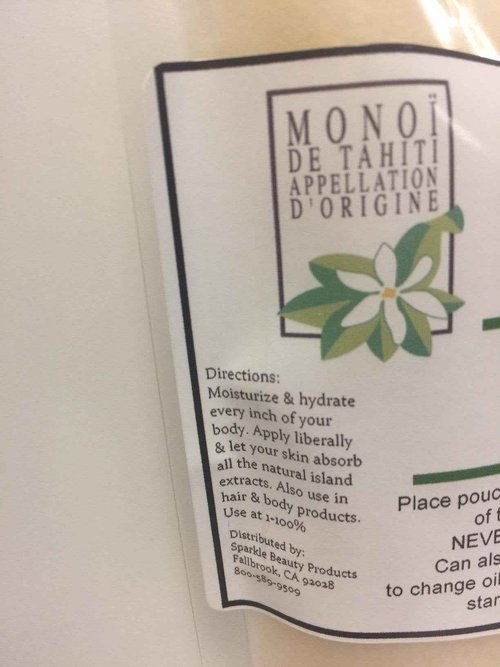 MONOÏ
DE TAHITI
APPELLATION
D'ORIGINE
Directions:
Moisturize & hydrate
every inch of your
body. Apply liberally
& let your skin absorb
all the natural island
extracts. Also use in
hair & body products.
Use at 1-100%
Distributed by:
Sparkle Beauty Products
Fallbrook, CA 92028
800-589-9509
Place pouc
of t
NEVE
Can als
to change oil
star